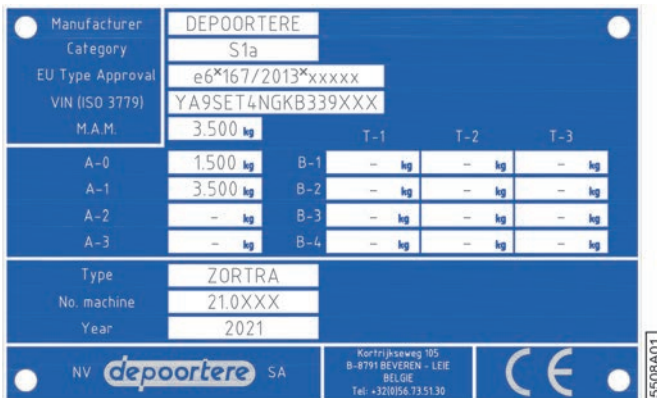 Manufacturer DEPOORTERE
Category S1a
EU Type Approval e6*167/2013*xxxxx
VIN (ISO 3779) YA9SET4NGKB339XXX
M.A.M. 3.500 kg T-1 T-2 T-3
A-0 1.500 kg B-1 - kg - kg - kg
A-1 3.500 kg B-2 - kg - kg - kg
A-2 - kg B-3 - kg - kg - kg
A-3 - kg B-4 - kg - kg - kg
Type ZORTRA
No. machine 21.0XXX
Year 2021
NV depoortere SA
Kortrijkseweg 105
B-8791 BEVEREN - LEIE
BELGIE
Tel: +32(0)56.73.51.30
CE
5508A01